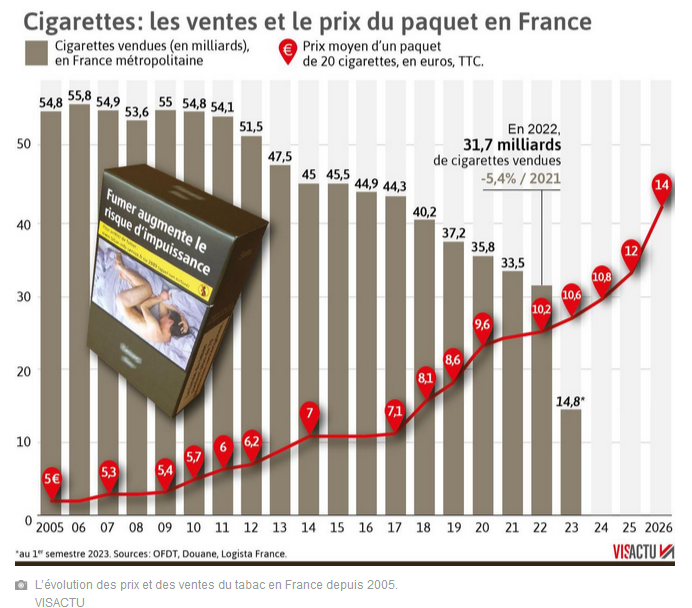 Cigarettes: les ventes et le prix du paquet en France
Cigarettes vendues (en milliards),
en France métropolitaine
€
Prix moyen d'un paquet
de 20 cigarettes, en euros, TTC.
54,8 55,8 54,9 53,6 55 54,8 54,1 51,5 47,5 45 45,5 44,9 44,3 40,2 37,2 35,8 33,5 14,8*
En 2022,
31,7 milliards
de cigarettes vendues
-5,4% / 2021
Fumer augmente le
risque d'impuissance
5€ 5,3 5,4 5,7 6 6,2 7 7,1 8,1 8,6 9,6 10,2 10,6 10,8 12 14
50
40
30
20
10
0
2005 06 07 08 09 10 11 12 13 14 15 16 17 18 19 20 21 22 23 24 25 2026
*au 1er semestre 2023. Sources: OFDT, Douane, Logista France.
VISACTU
L'évolution des prix et des ventes du tabac en France depuis 2005.
VISACTU